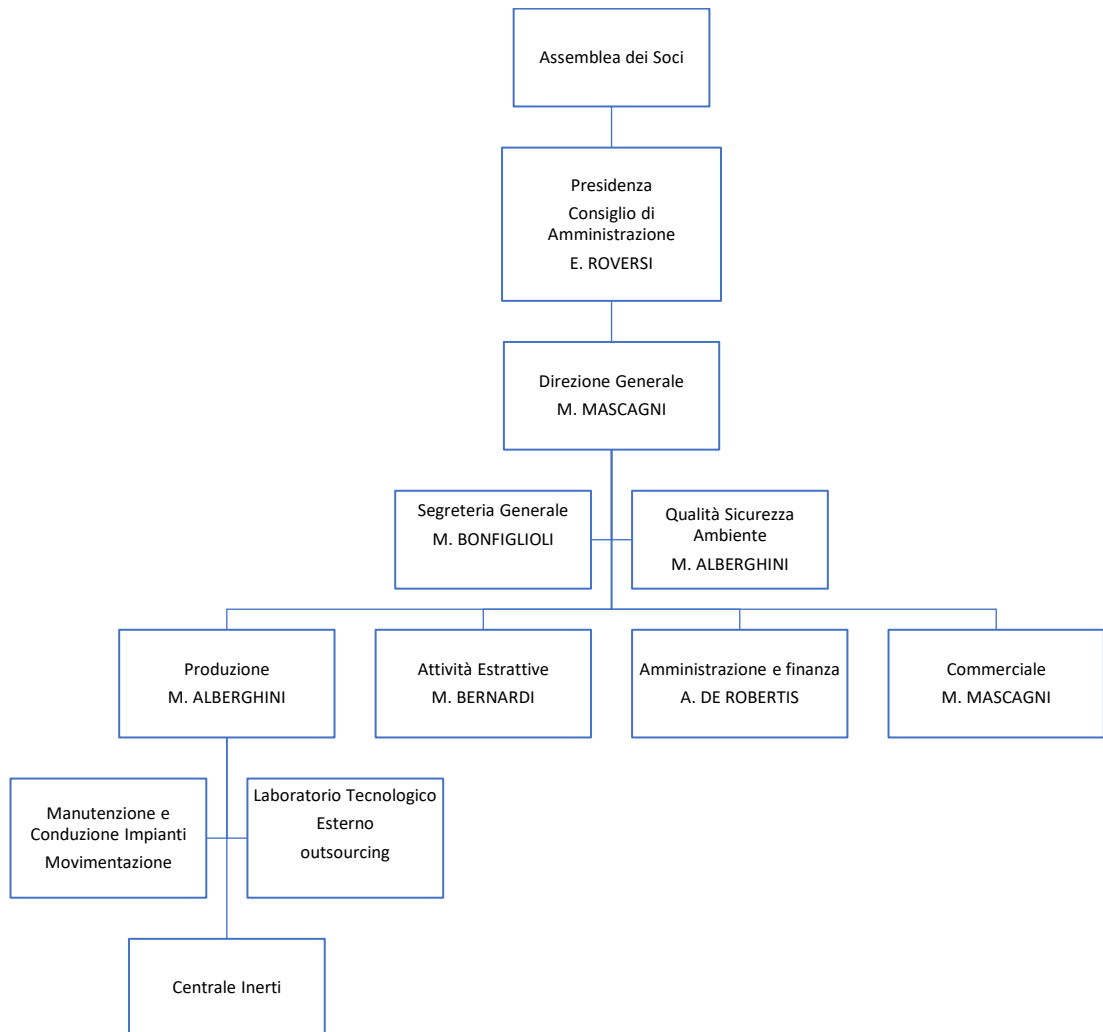 Assemblea dei Soci
Presidenza
Consiglio di
Amministrazione
E. ROVERSI
Direzione Generale
M. MASCAGNI
Segreteria Generale
M. BONFIGLIOLI
Qualità Sicurezza
Ambiente
M. ALBERGHINI
Produzione
M. ALBERGHINI
Attività Estrattive
M. BERNARDI
Amministrazione e finanza
A. DE ROBERTIS
Commerciale
M. MASCAGNI
Manutenzione e
Conduzione Impianti
Movimentazione
Laboratorio Tecnologico
Esterno
outsourcing
Centrale Inerti